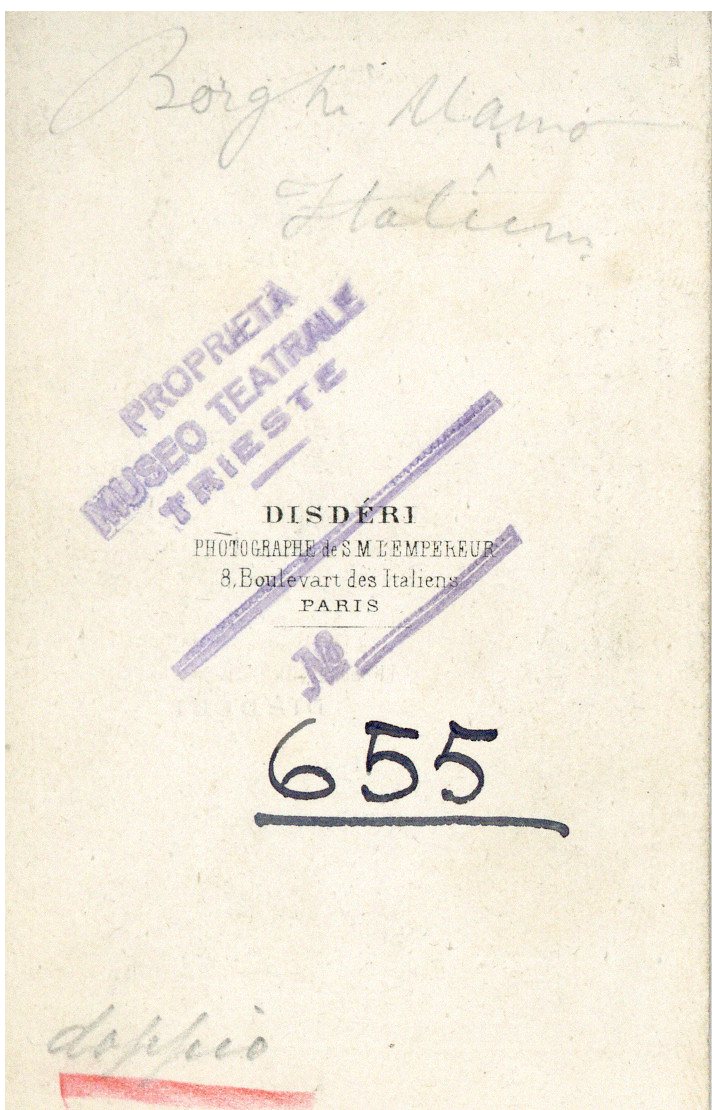 Borghi Mamo
Italien
PROPRIETÀ
MUSEO TEATRALE
TRIESTE
DISDÉRI
PHOTOGRAPHE de S.M. L'EMPEREUR
8, Boulevart des Italiens
PARIS
№
655
doppio